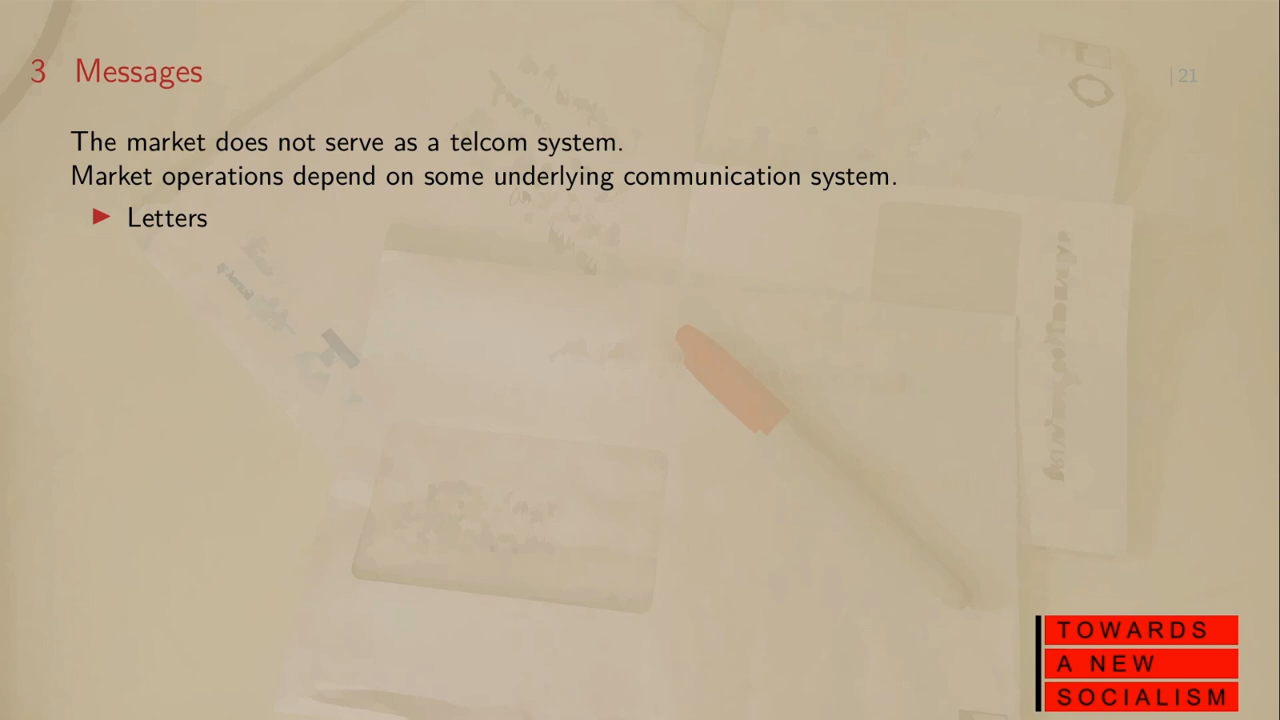 3 Messages
| 21
The market does not serve as a telcom system.
Market operations depend on some underlying communication system.
Letters
TOWARDS
A NEW
SOCIALISM